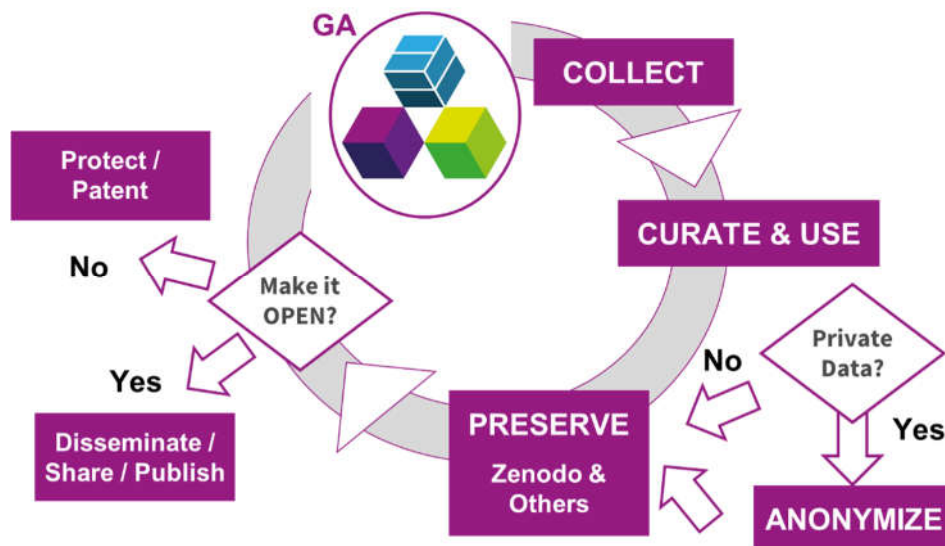 GA
COLLECT
Protect /
Patent
CURATE & USE
No
Make it
OPEN?
Private
Data?
No
Yes
PRESERVE
Yes
Disseminate /
Share / Publish
Zenodo &
Others
ANONYMIZE